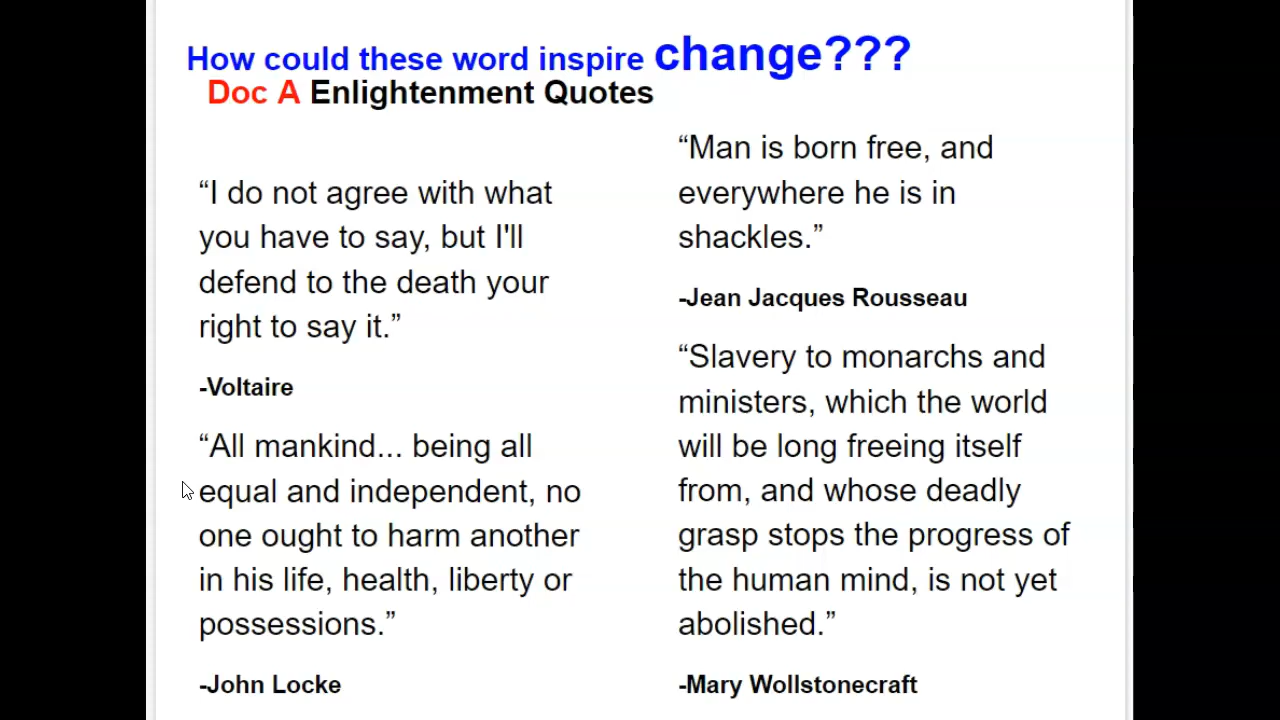 How could these word inspire change???
Doc A Enlightenment Quotes
“I do not agree with what
you have to say, but I'll
defend to the death your
right to say it.”
-Voltaire
“All mankind... being all
equal and independent, no
one ought to harm another
in his life, health, liberty or
possessions.”
-John Locke
“Man is born free, and
everywhere he is in
shackles.”
-Jean Jacques Rousseau
“Slavery to monarchs and
ministers, which the world
will be long freeing itself
from, and whose deadly
grasp stops the progress of
the human mind, is not yet
abolished.”
-Mary Wollstonecraft